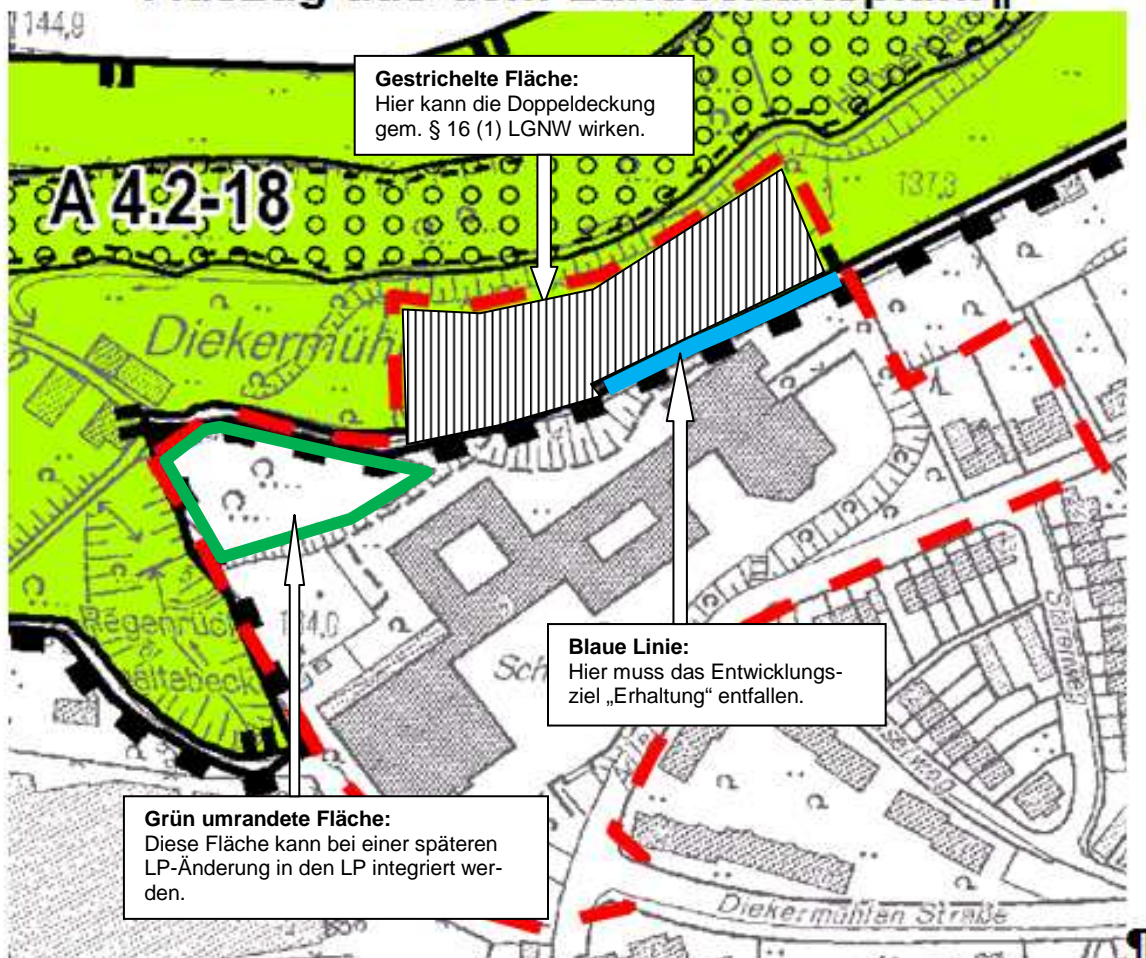 144,9
Gestrichelte Fläche:
Hier kann die Doppeldeckung
gem. § 16 (1) LGNW wirken.
A 4.2-18
137,3
Diekermüh
Regenrück
haltebeck
Sch
Blaue Linie:
Hier muss das Entwicklungs-
ziel „Erhaltung“ entfallen.
Grün umrandete Fläche:
Diese Fläche kann bei einer späteren
LP-Änderung in den LP integriert wer-
den.
Diekermühlen Straße